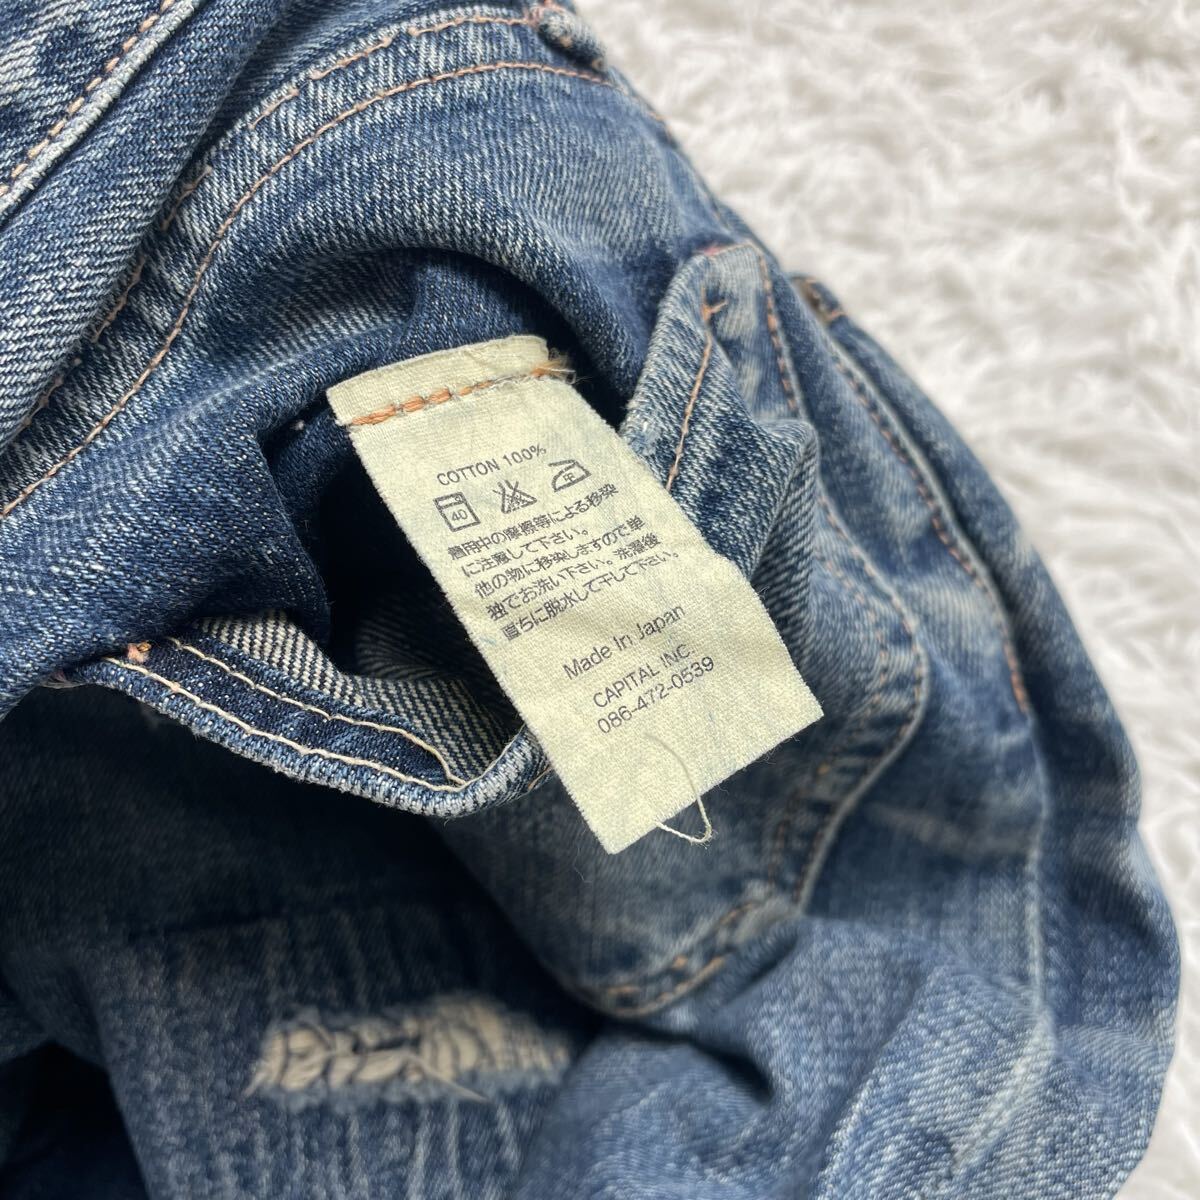 COTTON 100%
40
着用中の摩擦等による移染
に注意して下さい。
他の物に移染しますので単
独でお洗い下さい。洗濯後
直ちに脱水して干して下さい。
Made In Japan
CAPITAL INC.
086-472-0539